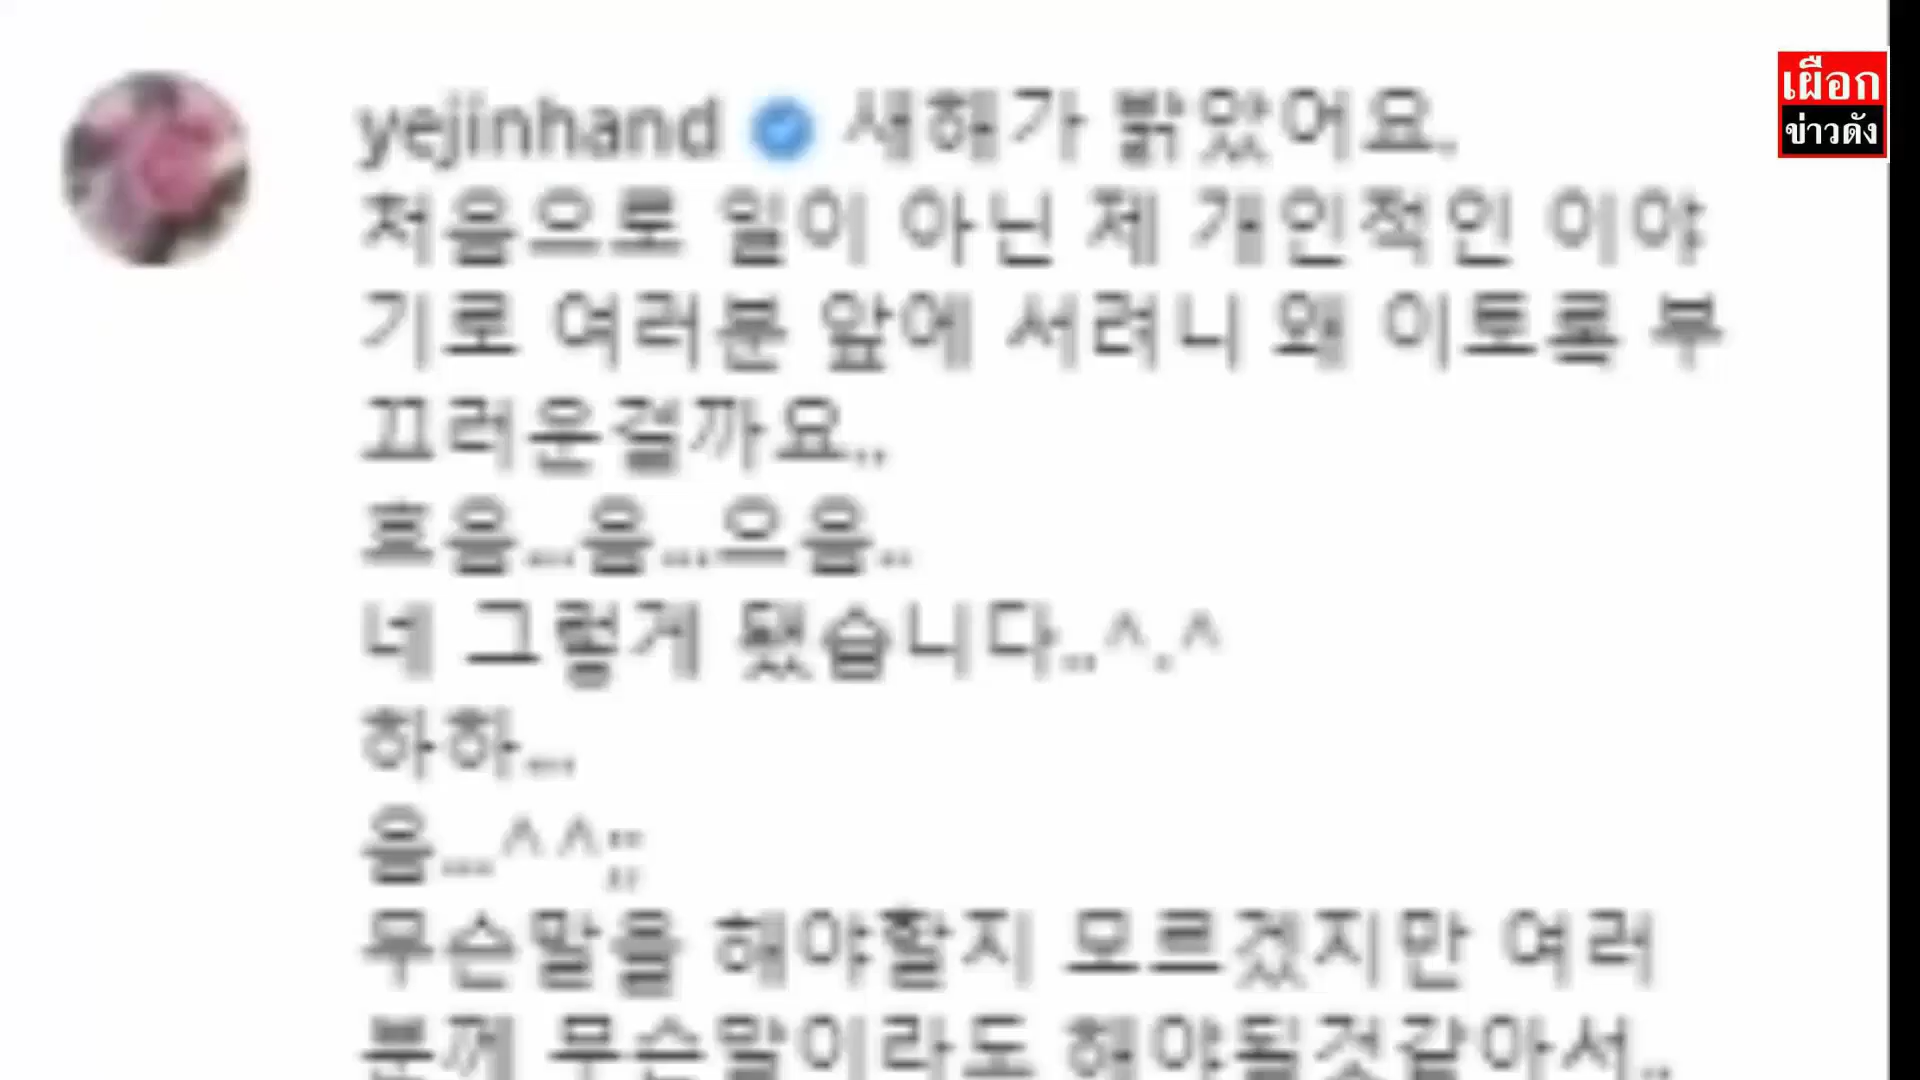 yejinhand 새해가 밝았어요.
처음으로 일이 아닌 제 개인적인 이야
기로 여러분 앞에 서려니 왜 이토록 부
끄러운걸까요..
흐음...음...으음..
네 그렇게 됐습니다..^.^
하하...
음...^^;;
무슨말을 해야할지 모르겠지만 여러
분께 무슨말이라도 해야될것같아서..
เผือก
ข่าวดัง